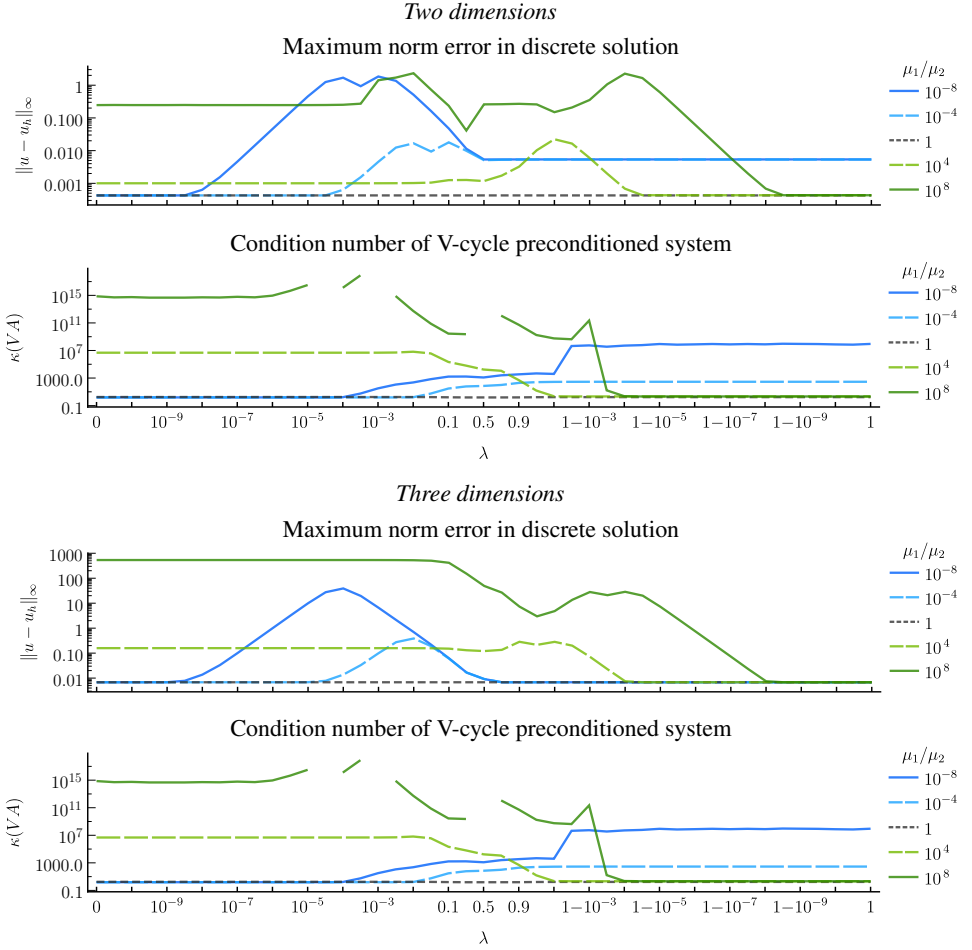 Two dimensions
Maximum norm error in discrete solution
‖u − u_h‖_∞
1
0.100
0.010
0.001
μ₁/μ₂
10⁻⁸
10⁻⁴
1
10⁴
10⁸
Condition number of V-cycle preconditioned system
κ(VA)
10¹⁵
10¹¹
10⁷
1000.0
0.1
0 10⁻⁹ 10⁻⁷ 10⁻⁵ 10⁻³ 0.1 0.5 0.9 1−10⁻³ 1−10⁻⁵ 1−10⁻⁷ 1−10⁻⁹ 1
λ
μ₁/μ₂
10⁻⁸
10⁻⁴
1
10⁴
10⁸
Three dimensions
Maximum norm error in discrete solution
‖u − u_h‖_∞
1000
100
10
1
0.10
0.01
μ₁/μ₂
10⁻⁸
10⁻⁴
1
10⁴
10⁸
Condition number of V-cycle preconditioned system
κ(VA)
10¹⁵
10¹¹
10⁷
1000.0
0.1
0 10⁻⁹ 10⁻⁷ 10⁻⁵ 10⁻³ 0.1 0.5 0.9 1−10⁻³ 1−10⁻⁵ 1−10⁻⁷ 1−10⁻⁹ 1
λ
μ₁/μ₂
10⁻⁸
10⁻⁴
1
10⁴
10⁸